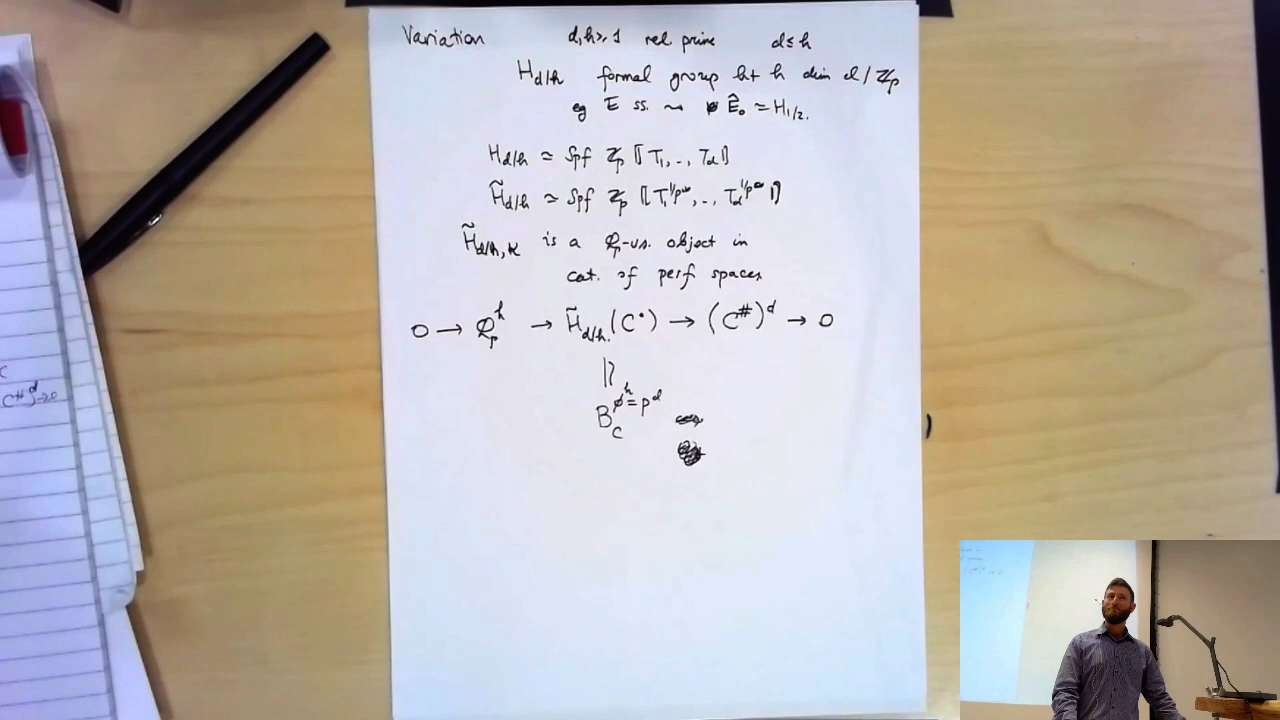 Variation d, h ≥ 1 rel. prime d ≤ h
H_{d/h} formal group ht h dim d / Z_p
eg E ss. ⇝ Ê_0 ≃ H_{1/2}.
H_{d/h} ≃ Spf Z_p ⟦T_1, .., T_d⟧
H̃_{d/h} ≃ Spf Z_p ⟦T_1^{1/p^∞}, .., T_d^{1/p^∞}⟧
H̃_{d/h, K} is a Q_p-v.s. object in
cat. of perf spaces
0 → Q_p^h → H̃_{d/h}(C°) → (C^#)^d → 0
B_C^{φ^h = p^d}
C^#)^d → 0